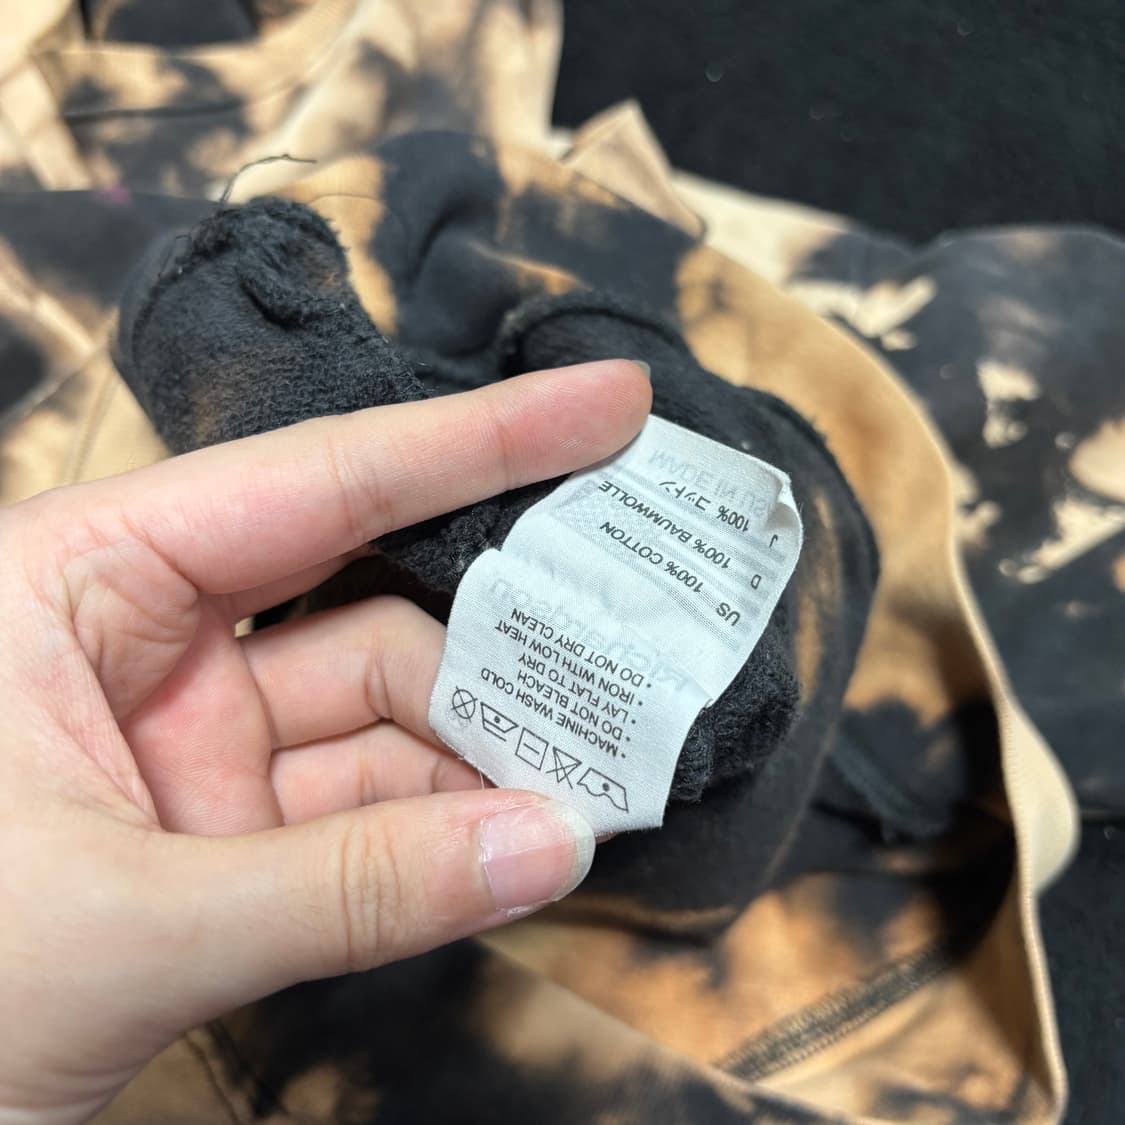 • MACHINE WASH COLD
• DO NOT BLEACH
• LAY FLAT TO DRY
• IRON WITH LOW HEAT
• DO NOT DRY CLEAN
Richardson
US 100% COTTON
D 100% BAUMWOLLE
J 100% コットン
MADE IN